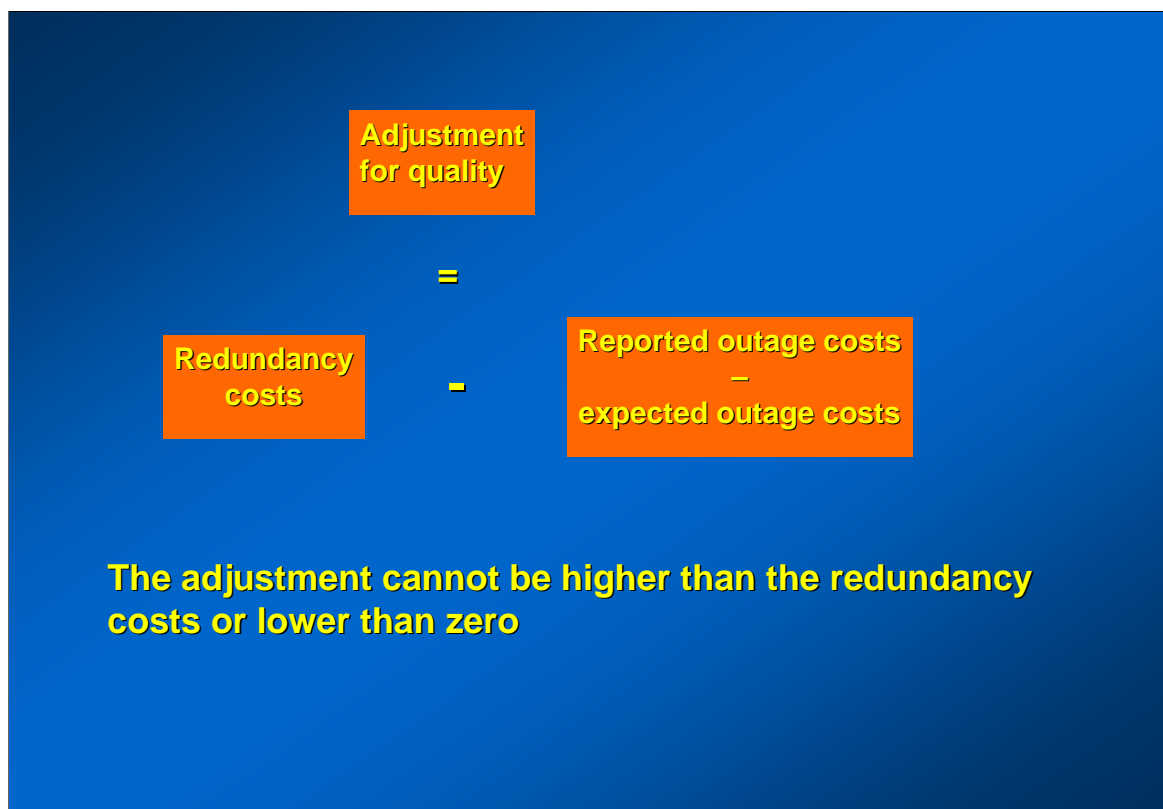 Adjustment
for quality
=
Redundancy
costs
-
Reported outage costs
–
expected outage costs
The adjustment cannot be higher than the redundancy
costs or lower than zero